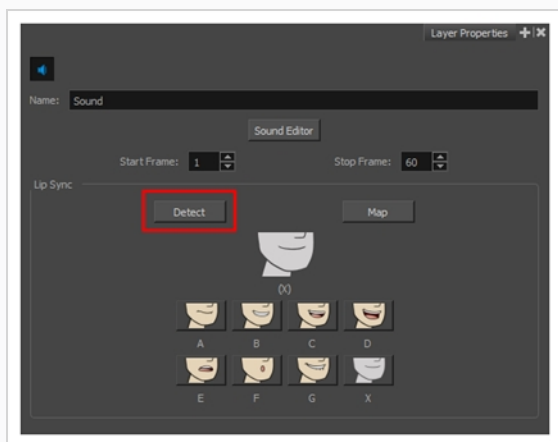 Layer Properties
Name: Sound
Sound Editor
Start Frame: 1 Stop Frame: 60
Lip Sync
Detect Map
(X)
A B C D
E F G X